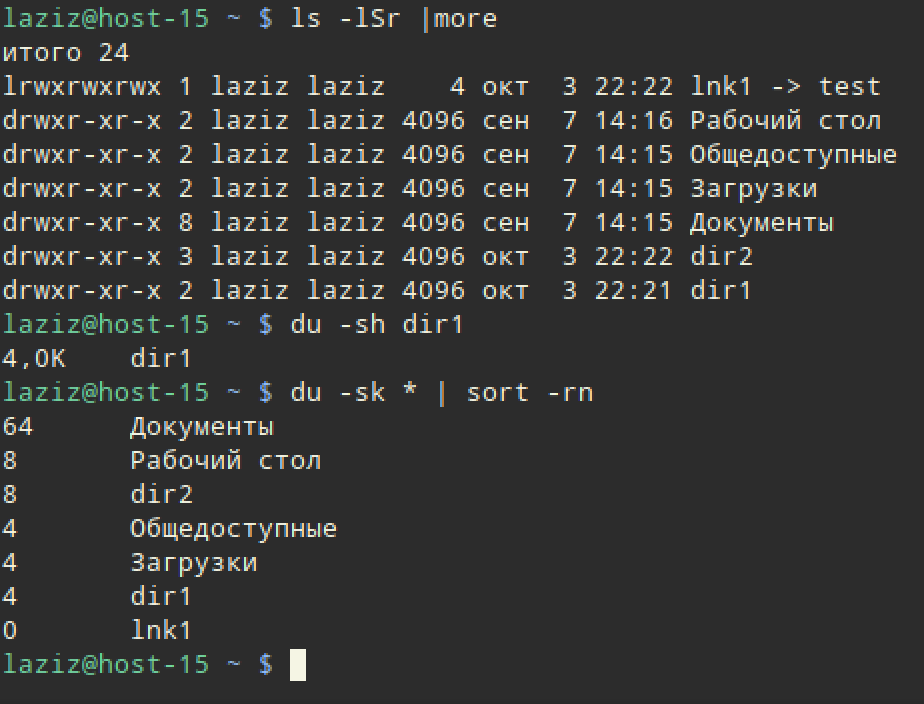 laziz@host-15 ~ $ ls -lSr |more
итого 24
lrwxrwxrwx 1 laziz laziz    4 окт  3 22:22 lnk1 -> test
drwxr-xr-x 2 laziz laziz 4096 сен  7 14:16 Рабочий стол
drwxr-xr-x 2 laziz laziz 4096 сен  7 14:15 Общедоступные
drwxr-xr-x 2 laziz laziz 4096 сен  7 14:15 Загрузки
drwxr-xr-x 8 laziz laziz 4096 сен  7 14:15 Документы
drwxr-xr-x 3 laziz laziz 4096 окт  3 22:22 dir2
drwxr-xr-x 2 laziz laziz 4096 окт  3 22:21 dir1
laziz@host-15 ~ $ du -sh dir1
4,0K    dir1
laziz@host-15 ~ $ du -sk * | sort -rn
64      Документы
8       Рабочий стол
8       dir2
4       Общедоступные
4       Загрузки
4       dir1
0       lnk1
laziz@host-15 ~ $